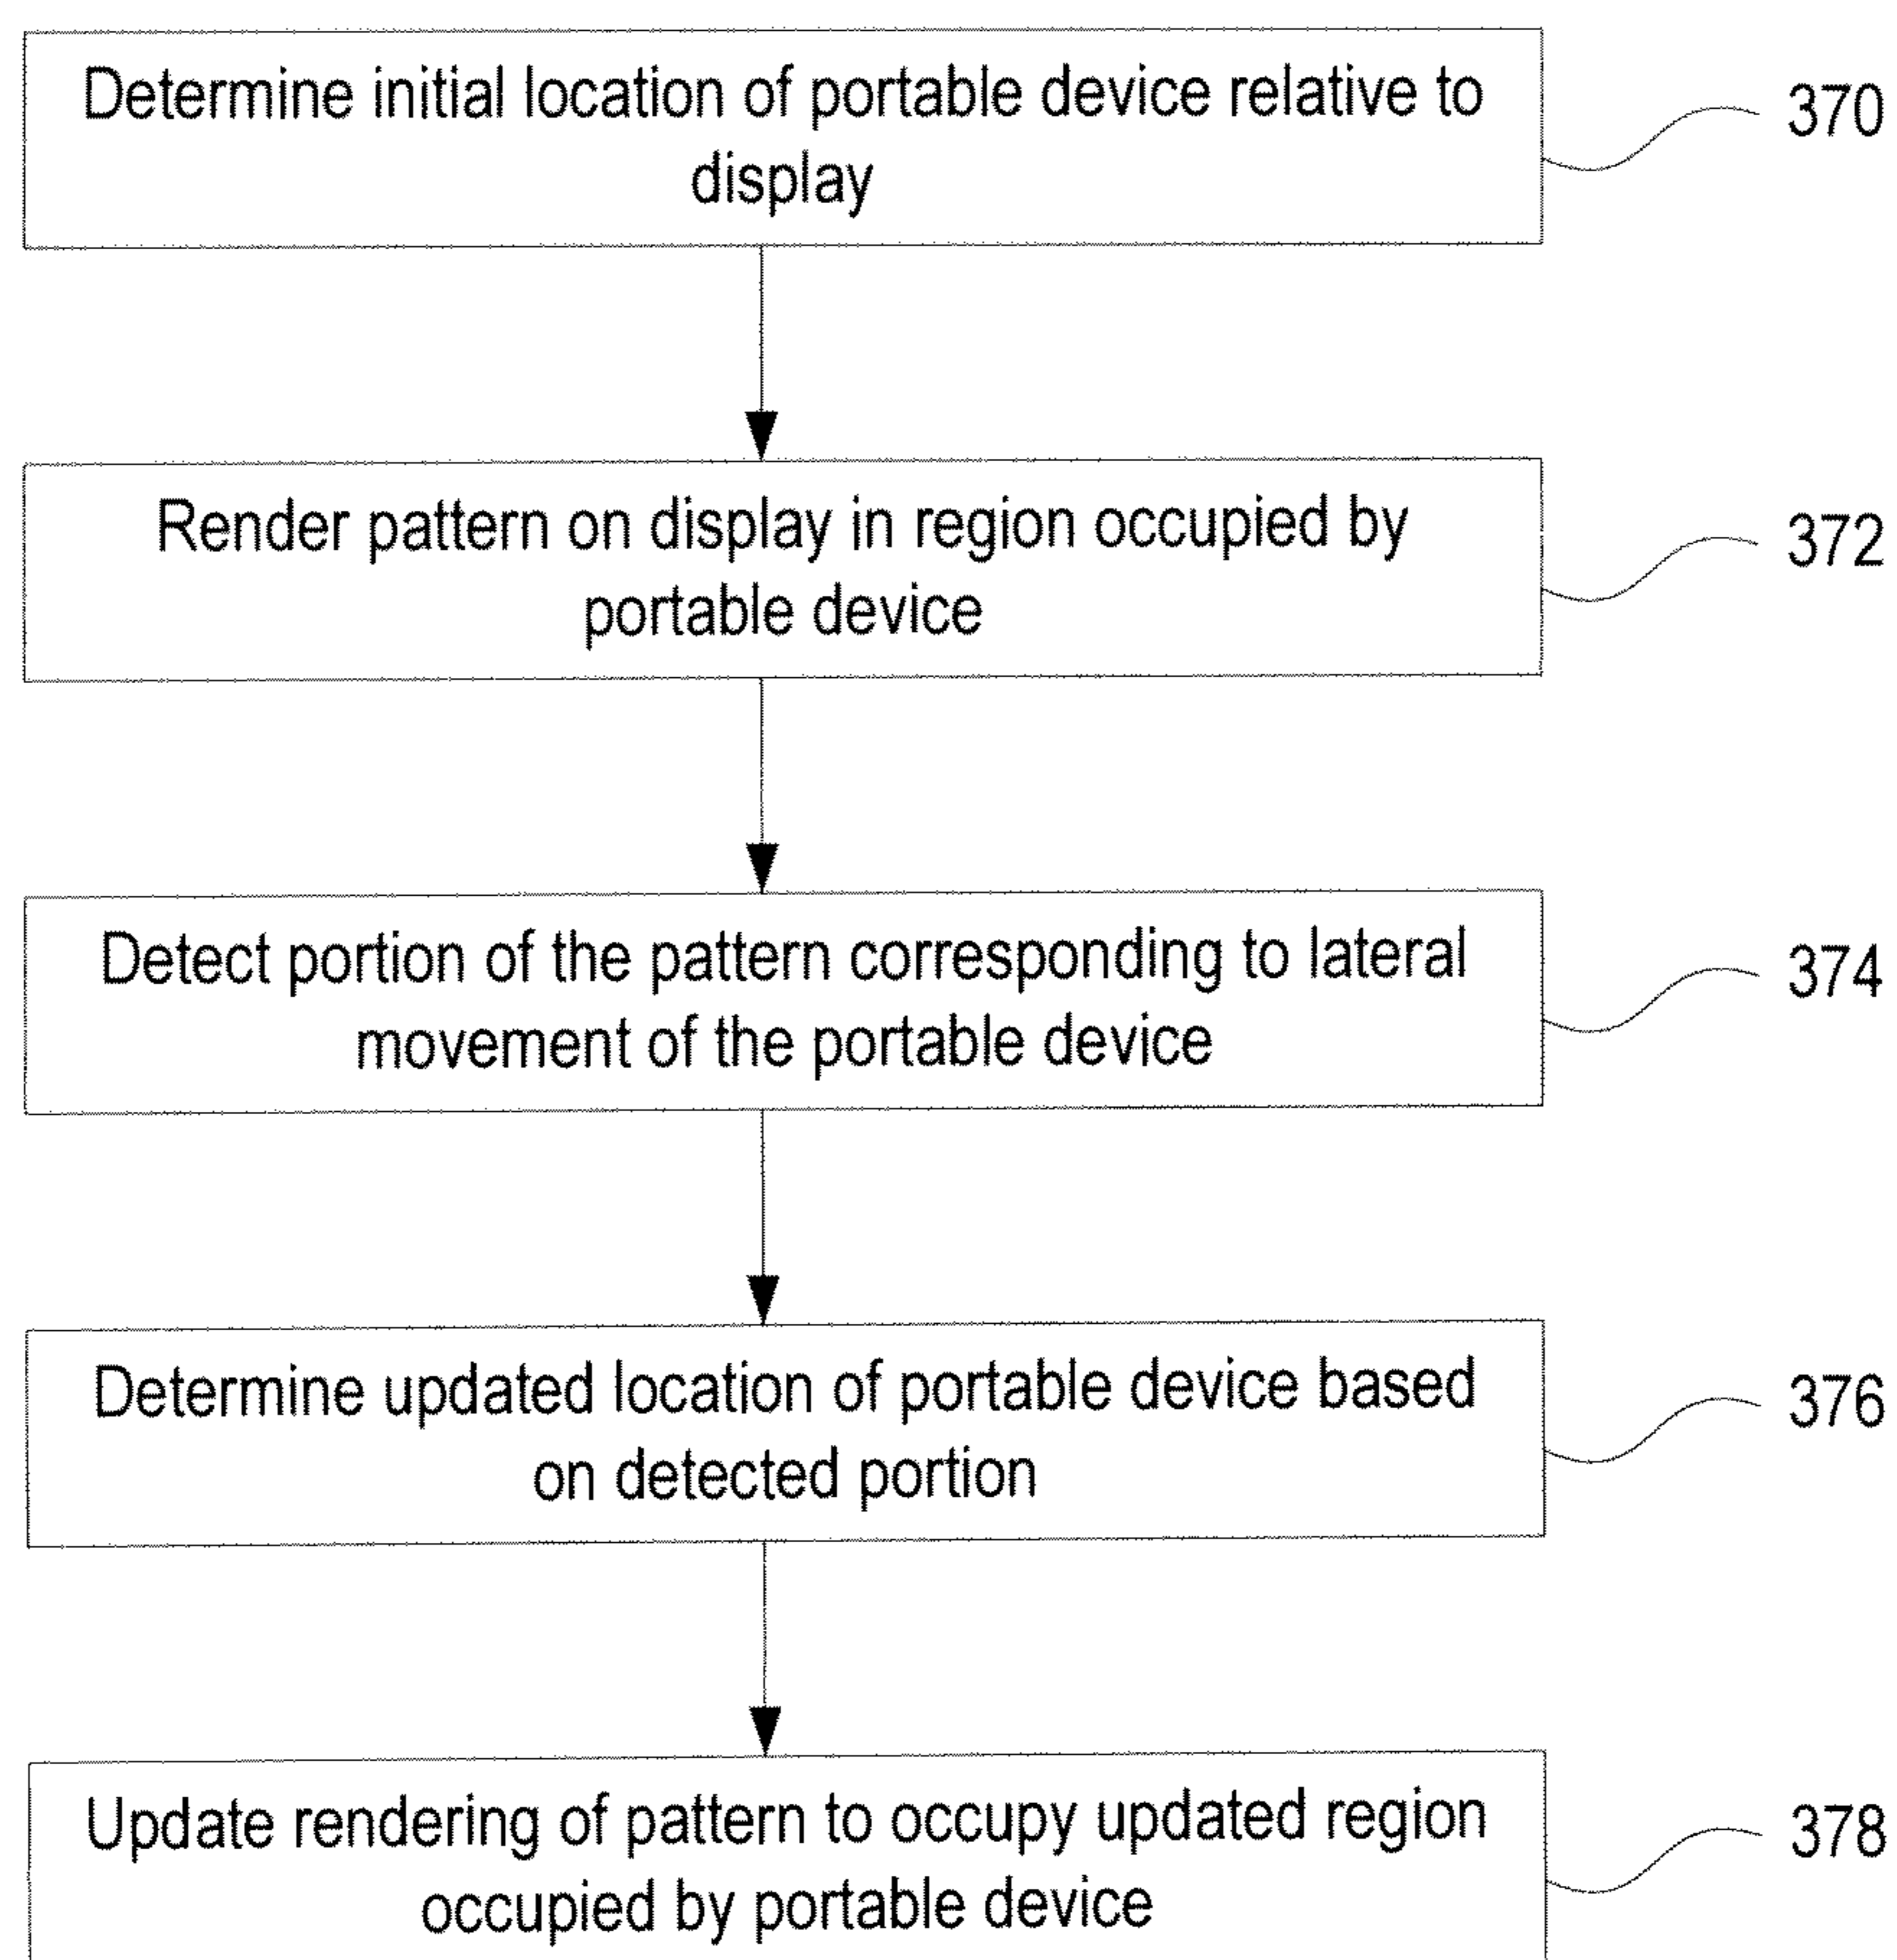 Determine initial location of portable device relative to
display
370
Render pattern on display in region occupied by
portable device
372
Detect portion of the pattern corresponding to lateral
movement of the portable device
374
Determine updated location of portable device based
on detected portion
376
Update rendering of pattern to occupy updated region
occupied by portable device
378